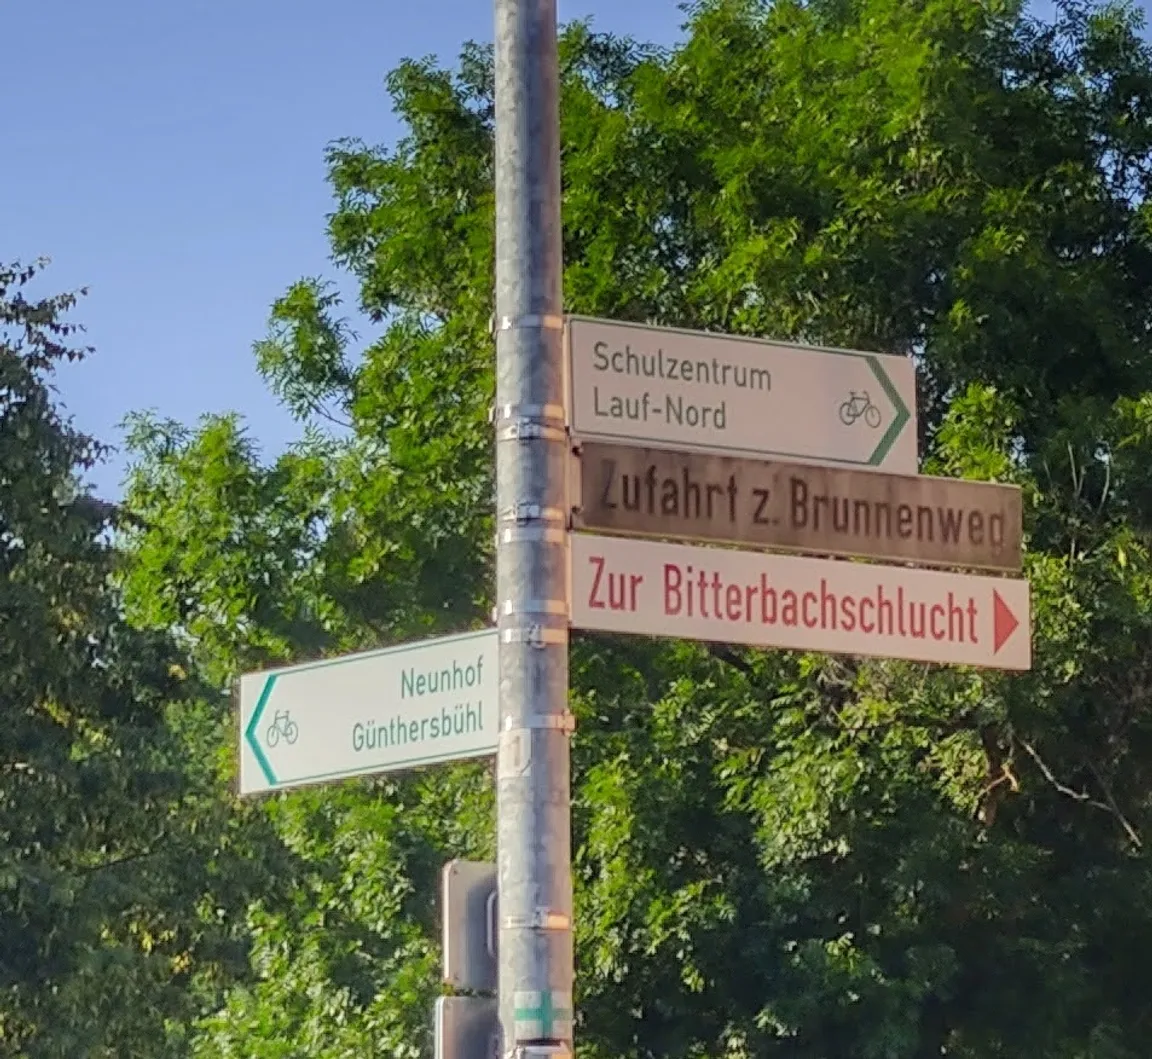 Schulzentrum
Lauf-Nord
Zufahrt z. Brunnenweg
Zur Bitterbachschlucht
Neunhof
Günthersbühl